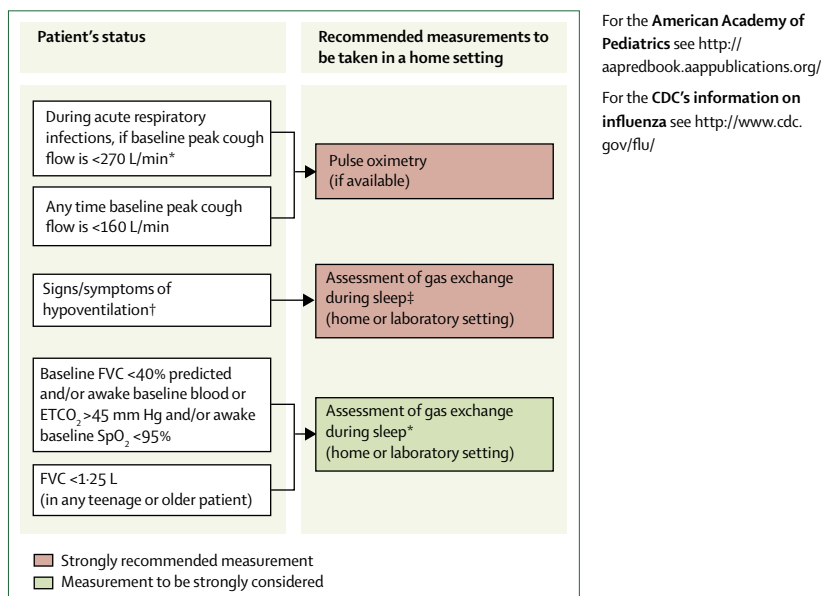 Patient's status
Recommended measurements to
be taken in a home setting
During acute respiratory
infections, if baseline peak cough
flow is <270 L/min*
Any time baseline peak cough
flow is <160 L/min
Pulse oximetry
(if available)
Signs/symptoms of
hypoventilation†
Assessment of gas exchange
during sleep‡
(home or laboratory setting)
Baseline FVC <40% predicted
and/or awake baseline blood or
ETCO₂ >45 mm Hg and/or awake
baseline SpO₂ <95%
FVC <1·25 L
(in any teenage or older patient)
Assessment of gas exchange
during sleep*
(home or laboratory setting)
Strongly recommended measurement
Measurement to be strongly considered
For the American Academy of
Pediatrics see http://
aapredbook.aappublications.org/
For the CDC's information on
influenza see http://www.cdc.
gov/flu/